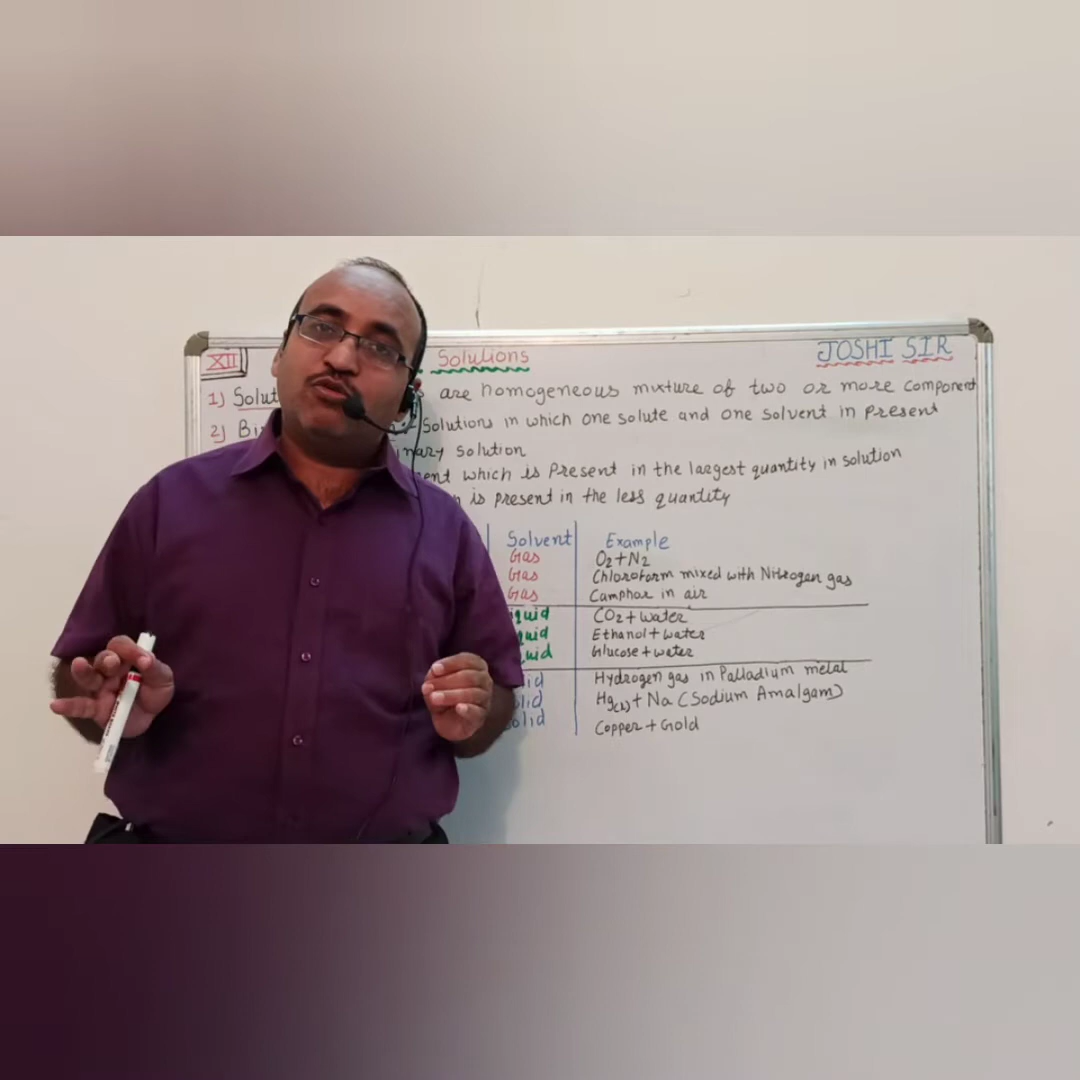 XII Solutions JOSHI SIR
1) Solut are homogeneous mixture of two or more component
2) Bi Solutions in which one solute and one solvent in present
inary solution
ent which is Present in the largest quantity in solution
n is present in the less quantity
Solvent Example
Gas O2+N2
Gas Chloroform mixed with Nitrogen gas
Gas Camphor in air
iquid CO2+water
quid Ethanol+water
uid Glucose+water
id Hydrogen gas in Palladium metal
olid Hg(l)+Na (Sodium Amalgam)
solid Copper+Gold